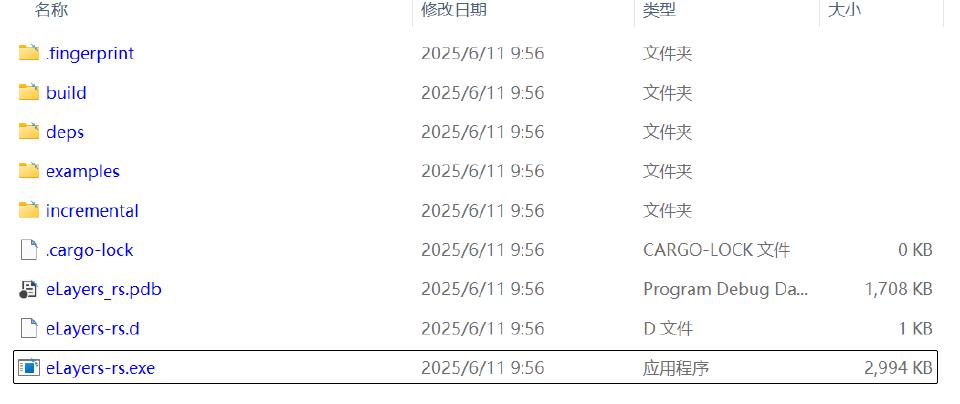 名称 修改日期 类型 大小
.fingerprint 2025/6/11 9:56 文件夹
build 2025/6/11 9:56 文件夹
deps 2025/6/11 9:56 文件夹
examples 2025/6/11 9:56 文件夹
incremental 2025/6/11 9:56 文件夹
.cargo-lock 2025/6/11 9:56 CARGO-LOCK 文件 0 KB
eLayers_rs.pdb 2025/6/11 9:56 Program Debug Da... 1,708 KB
eLayers-rs.d 2025/6/11 9:56 D 文件 1 KB
eLayers-rs.exe 2025/6/11 9:56 应用程序 2,994 KB